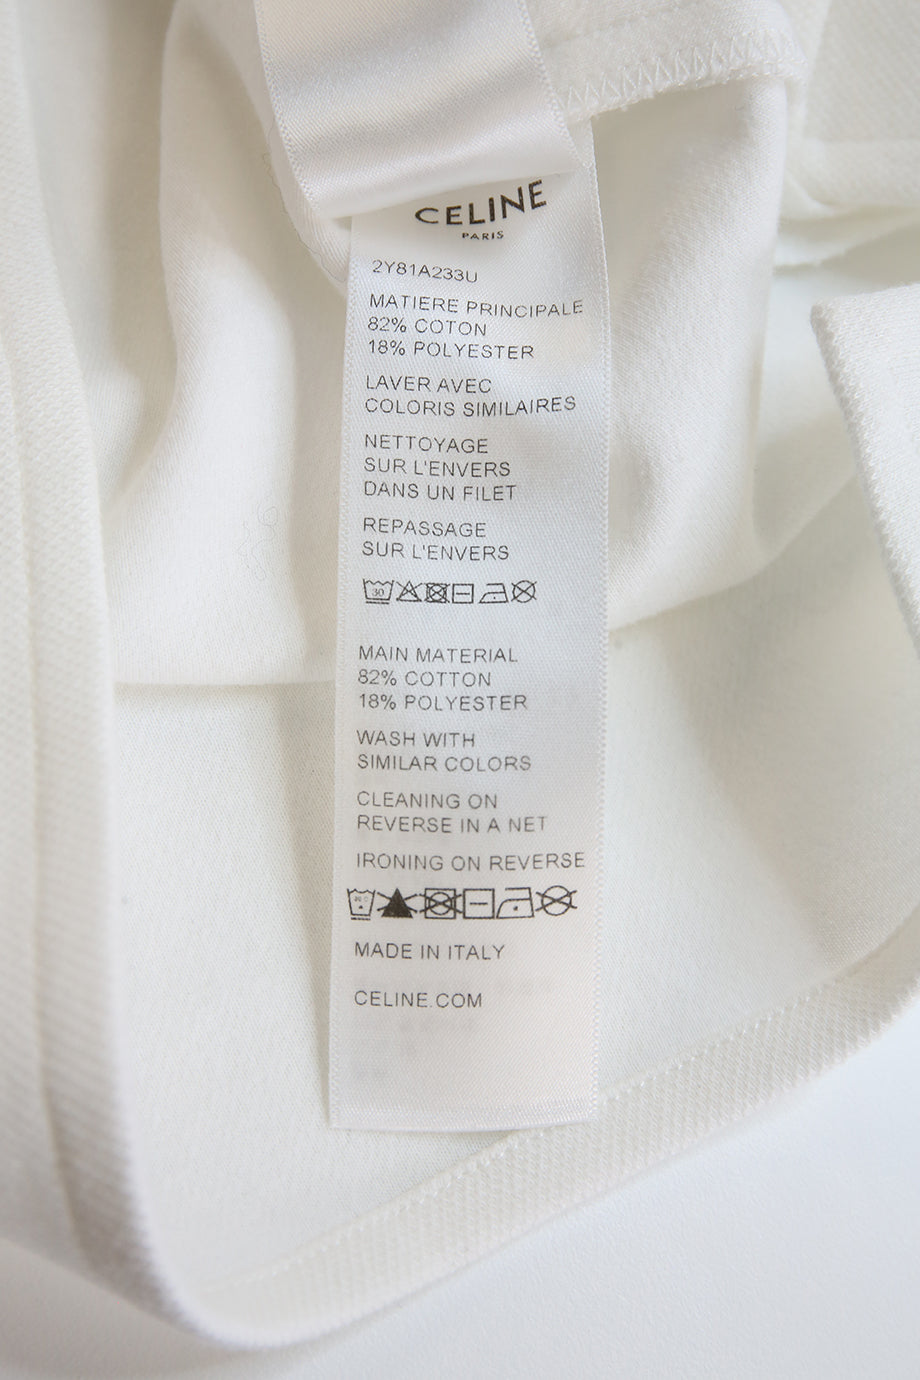 CELINE
PARIS
2Y81A233U
MATIERE PRINCIPALE
82% COTON
18% POLYESTER
LAVER AVEC
COLORIS SIMILAIRES
NETTOYAGE
SUR L'ENVERS
DANS UN FILET
REPASSAGE
SUR L'ENVERS
30
MAIN MATERIAL
82% COTTON
18% POLYESTER
WASH WITH
SIMILAR COLORS
CLEANING ON
REVERSE IN A NET
IRONING ON REVERSE
MADE IN ITALY
CELINE.COM